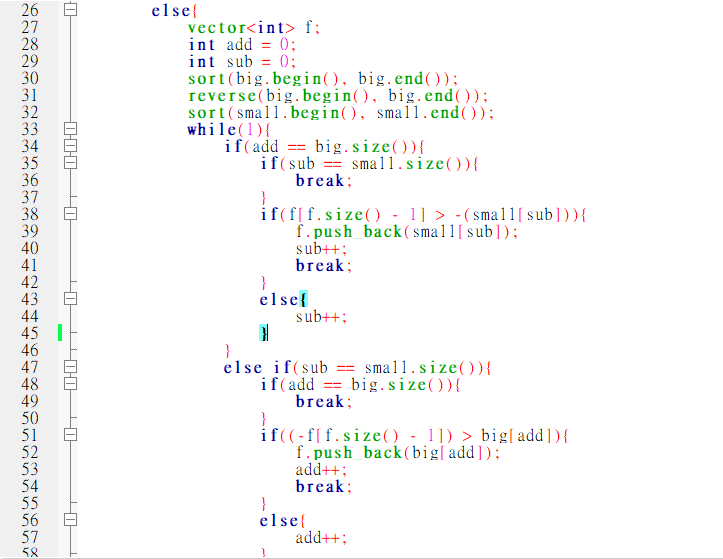 26 else{
27 vector<int> f;
28 int add = 0;
29 int sub = 0;
30 sort(big.begin(), big.end());
31 reverse(big.begin(), big.end());
32 sort(small.begin(), small.end());
33 while(1){
34 if(add == big.size()){
35 if(sub == small.size()){
36 break;
37 }
38 if(f[f.size() - 1] > -(small[sub])){
39 f.push_back(small[sub]);
40 sub++;
41 break;
42 }
43 else{
44 sub++;
45 }
46 }
47 else if(sub == small.size()){
48 if(add == big.size()){
49 break;
50 }
51 if((-f[f.size() - 1]) > big[add]){
52 f.push_back(big[add]);
53 add++;
54 break;
55 }
56 else{
57 add++;
58 }